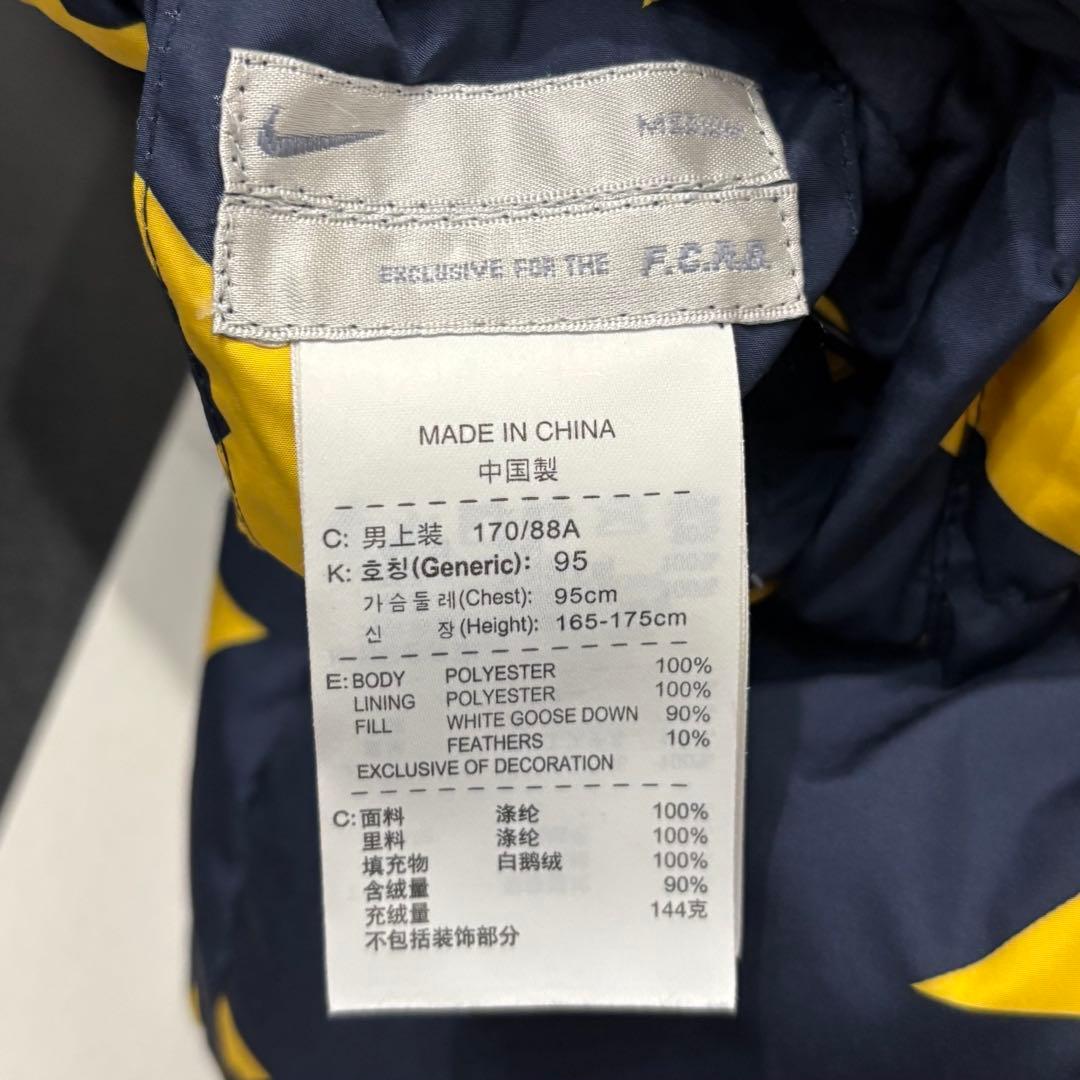 EXCLUSIVE FOR THE F.C.R.B.
MADE IN CHINA
中国製
C: 男上装 170/88A
K: 호칭(Generic): 95
가슴둘레(Chest): 95cm
신 장(Height): 165-175cm
E: BODY POLYESTER 100%
LINING POLYESTER 100%
FILL WHITE GOOSE DOWN 90%
FEATHERS 10%
EXCLUSIVE OF DECORATION
C: 面料 涤纶 100%
里料 涤纶 100%
填充物 白鹅绒 100%
含绒量 90%
充绒量 144克
不包括装饰部分